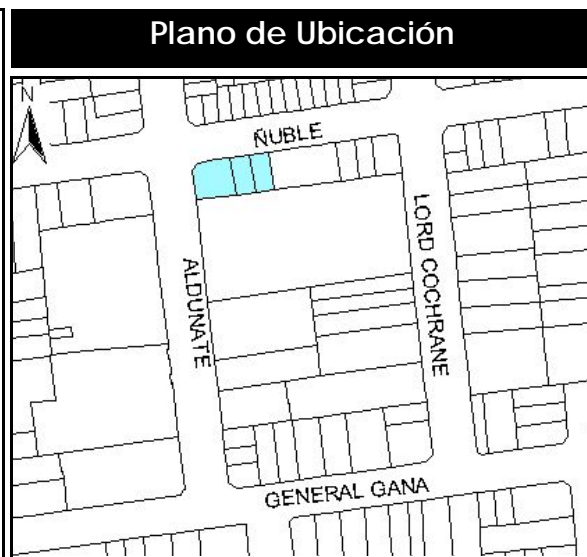 Plano de Ubicación
N
ÑUBLE
LORD COCHRANE
ALDUNATE
GENERAL GANA